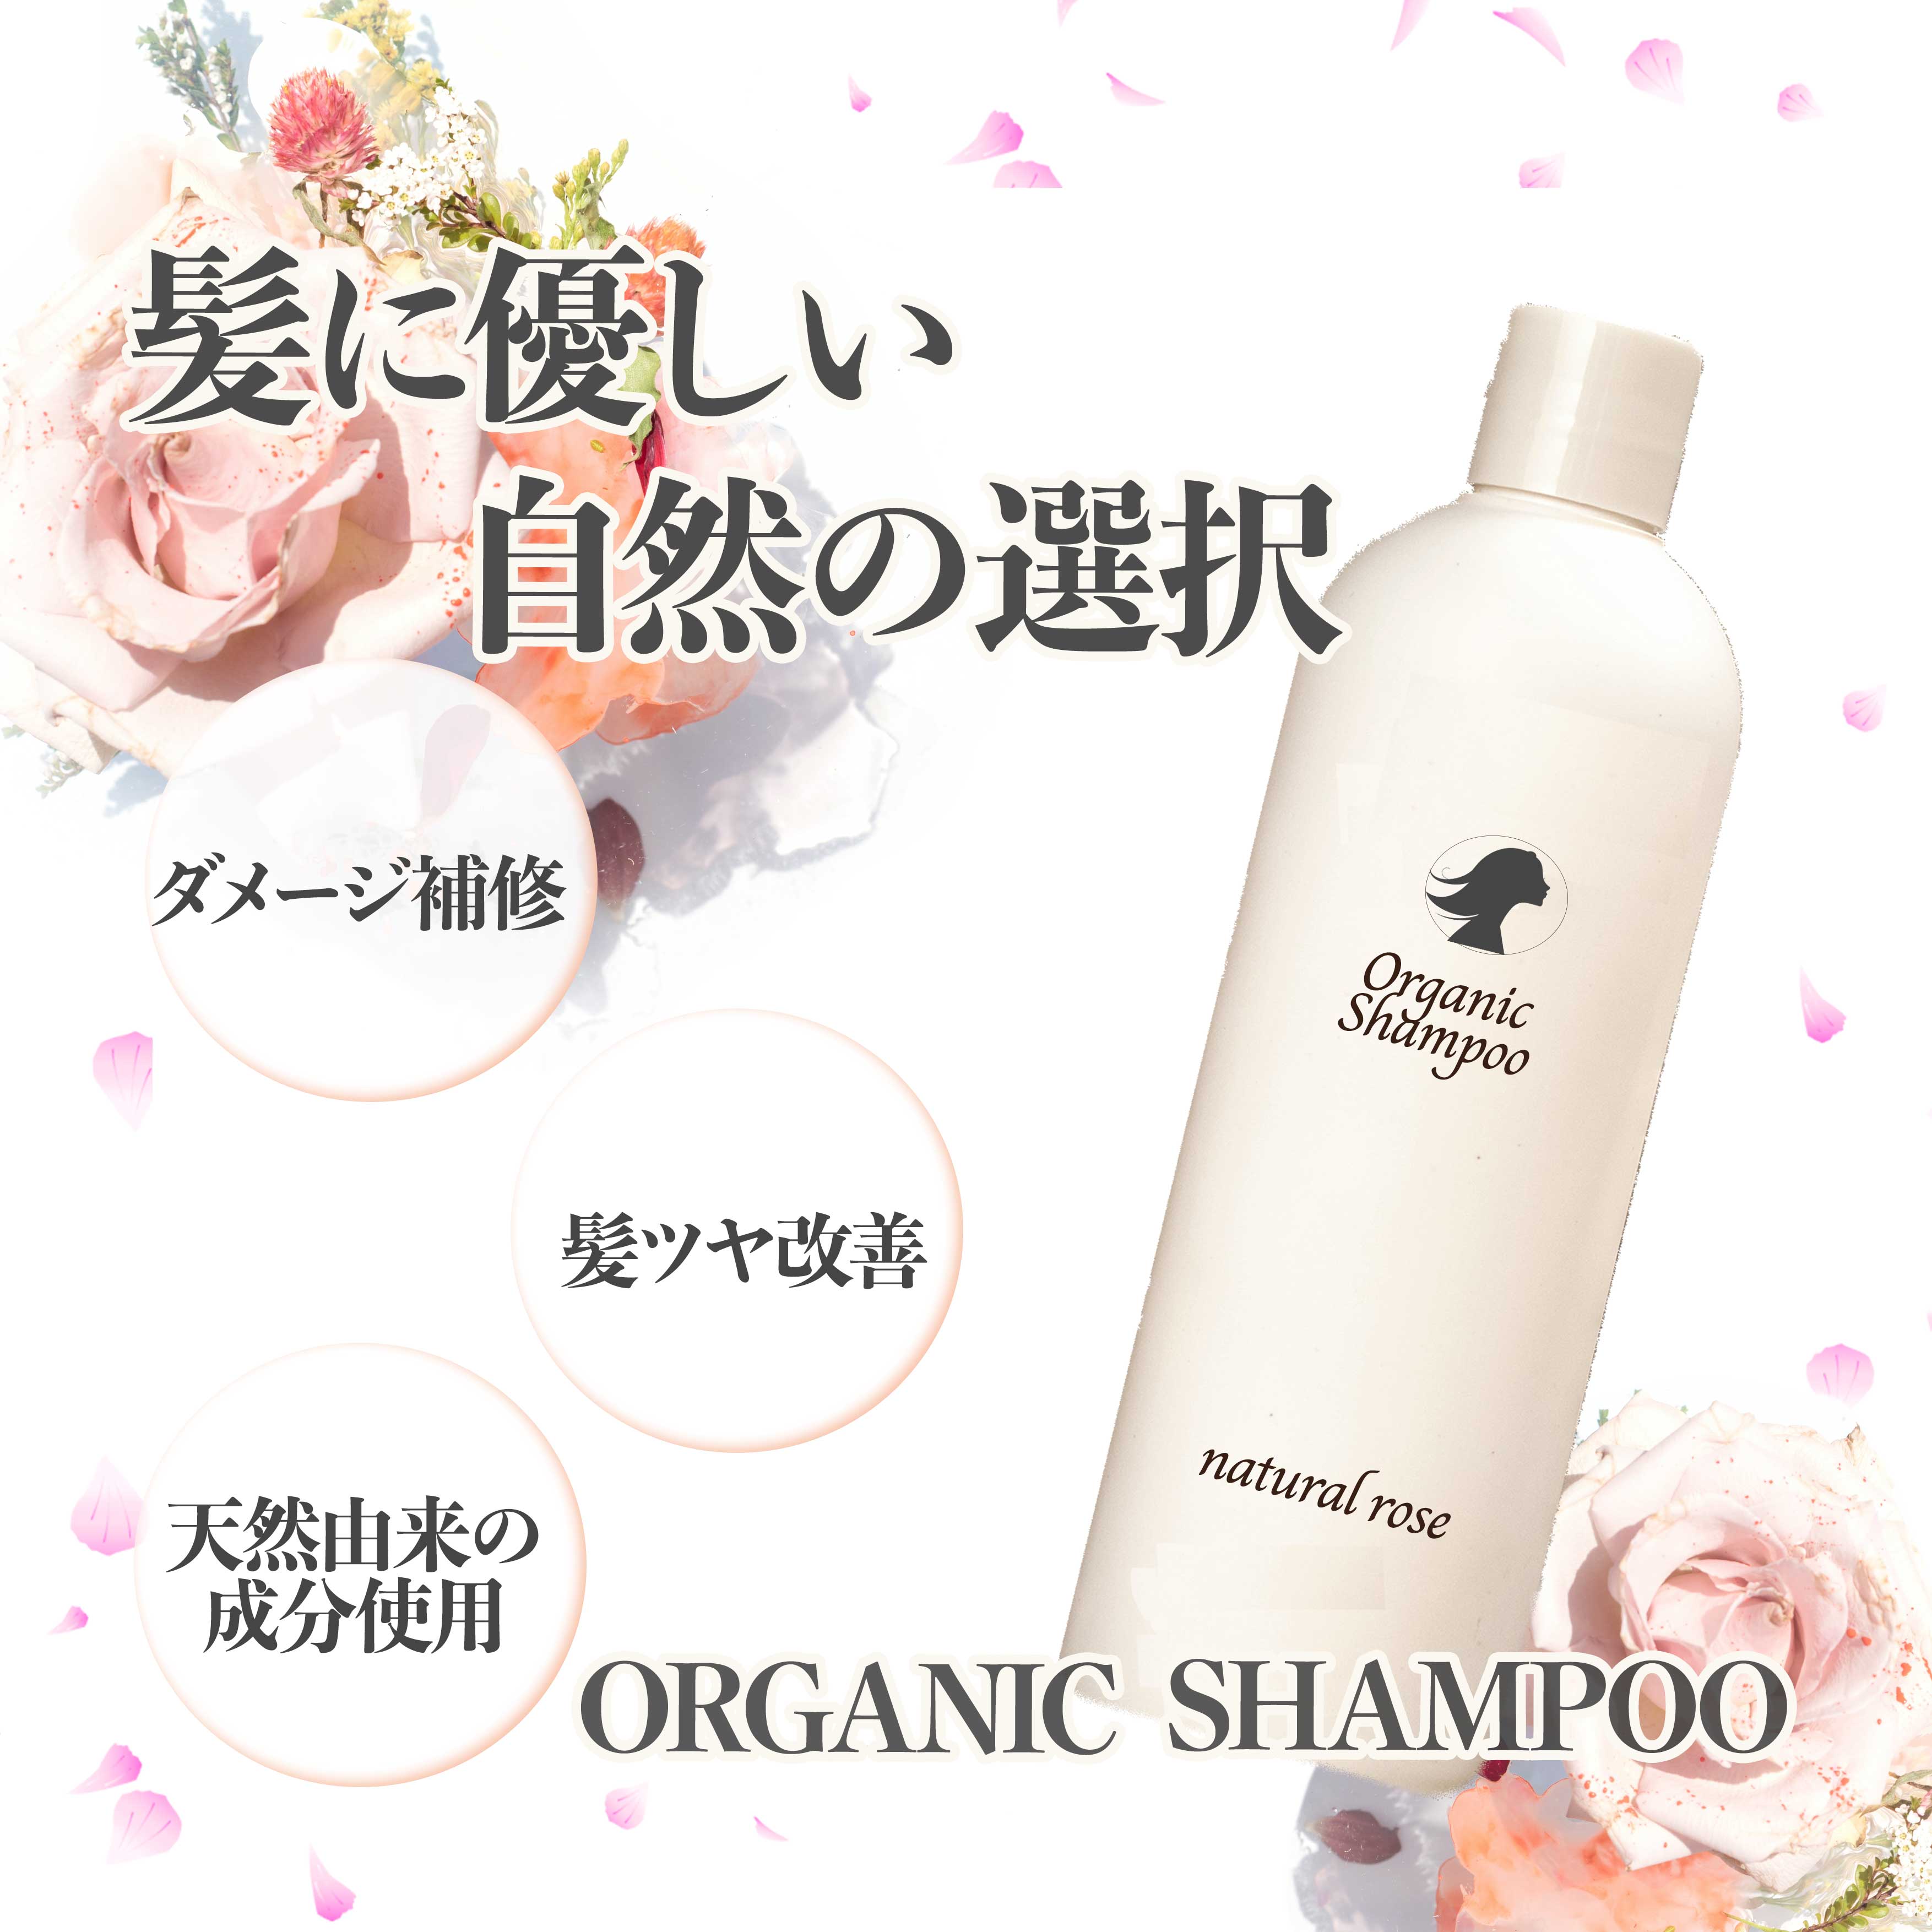 髪に優しい
自然の選択
ダメージ補修
髪ツヤ改善
天然由来の
成分使用
Organic
Shampoo
natural rose
ORGANIC SHAMPOO